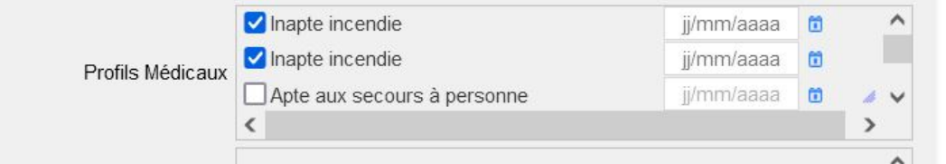 Inapte incendie jj/mm/aaaa
Inapte incendie jj/mm/aaaa
Profils Médicaux
Apte aux secours à personne jj/mm/aaaa